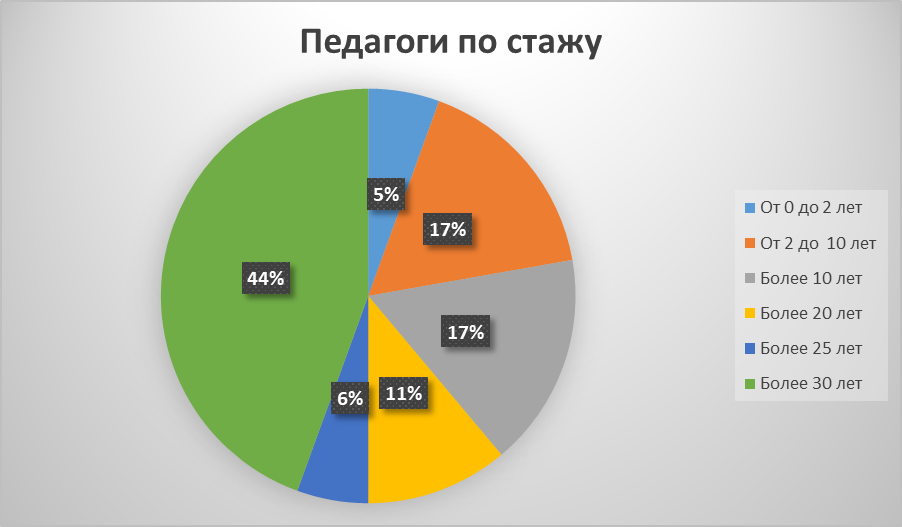 Педагоги по стажу
5%
17%
17%
11%
6%
44%
От 0 до 2 лет
От 2 до 10 лет
Более 10 лет
Более 20 лет
Более 25 лет
Более 30 лет